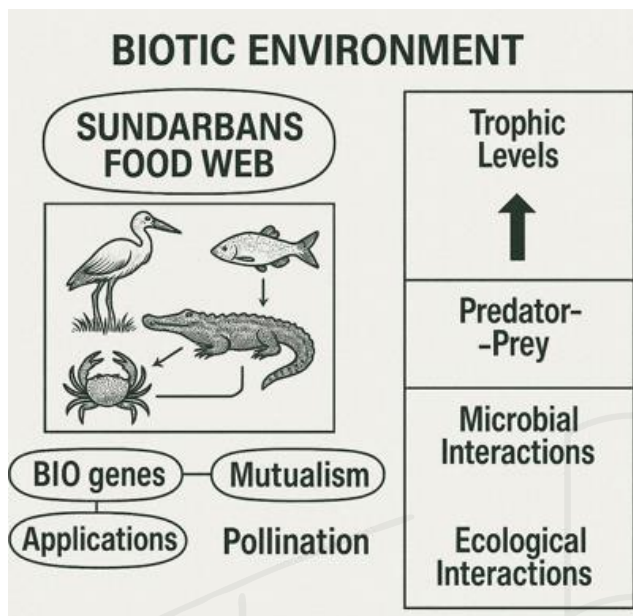 BIOTIC ENVIRONMENT
SUNDARBANS
FOOD WEB
BIO genes
Mutualism
Applications
Pollination
Trophic
Levels
Predator-
-Prey
Microbial
Interactions
Ecological
Interactions